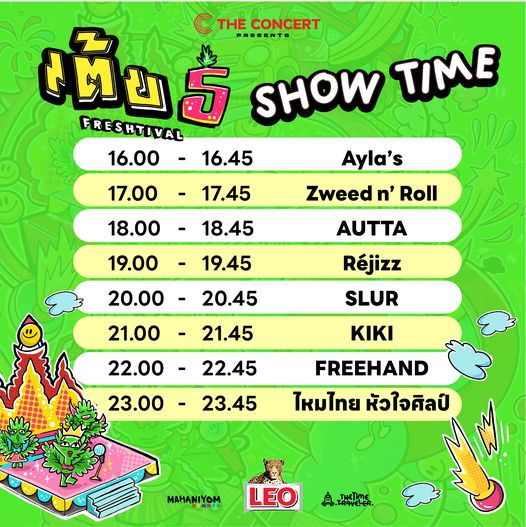 THE CONCERT
PRESENTS
เต้ย ธ์ SHOW TIME
FRESHTIVAL
16.00 - 16.45 Ayla's
17.00 - 17.45 Zweed n' Roll
18.00 - 18.45 AUTTA
19.00 - 19.45 Réjizz
20.00 - 20.45 SLUR
21.00 - 21.45 KIKI
22.00 - 22.45 FREEHAND
23.00 - 23.45 ไหมไทย หัวใจศิลป์
MAHANIYOM
LEO
THETIME
TRAVELER.